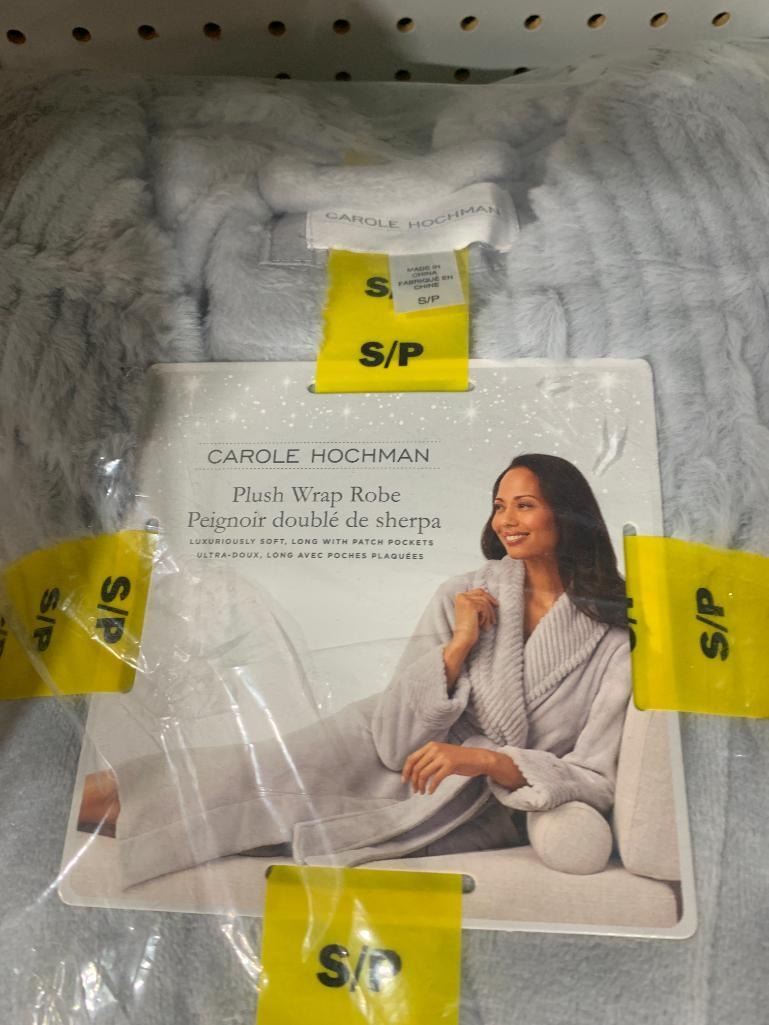 CAROLE HOCHMAN
MADE IN
CHINA
FABRIQUÉ EN
CHINE
S/P
S/
S/P
CAROLE HOCHMAN
Plush Wrap Robe
Peignoir doublé de sherpa
LUXURIOUSLY SOFT, LONG WITH PATCH POCKETS
ULTRA-DOUX, LONG AVEC POCHES PLAQUÉES
S/P
S/P
S/P
S/P